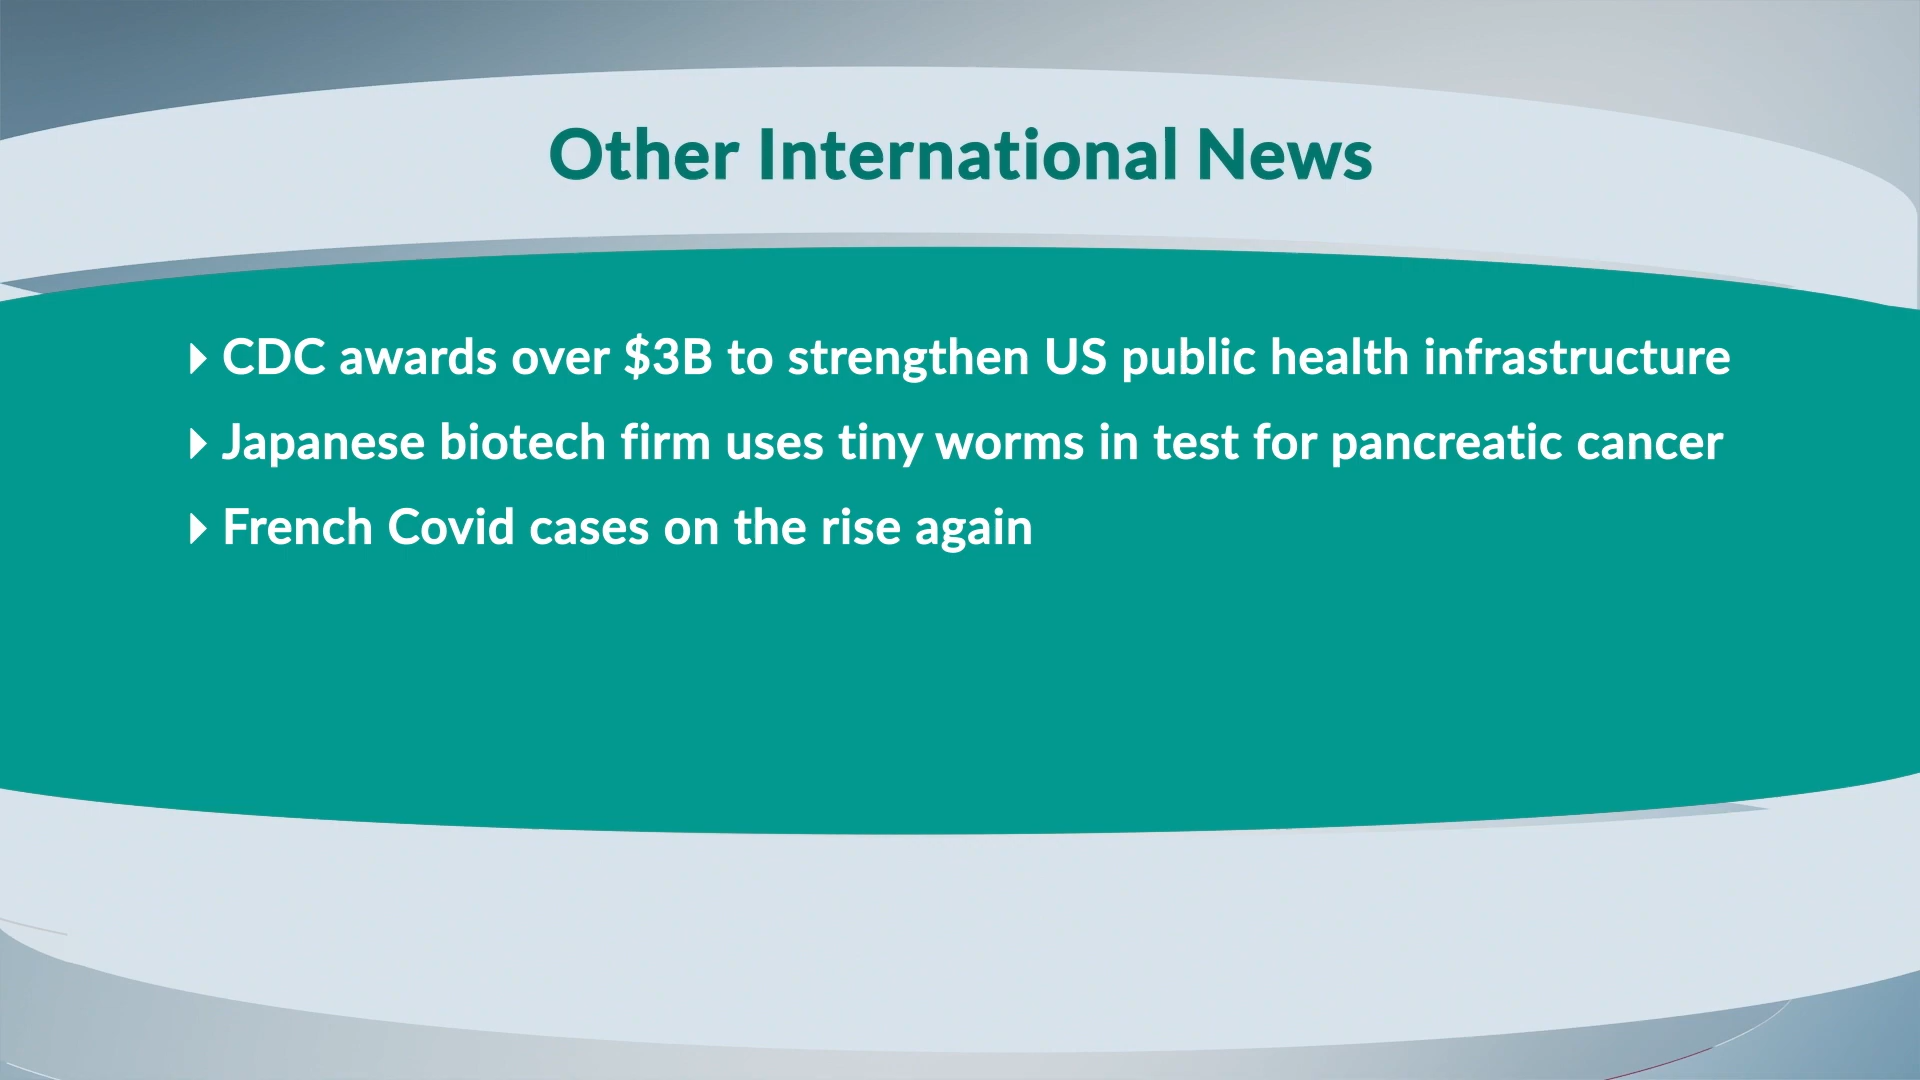 Other International News
CDC awards over $3B to strengthen US public health infrastructure
Japanese biotech firm uses tiny worms in test for pancreatic cancer
French Covid cases on the rise again